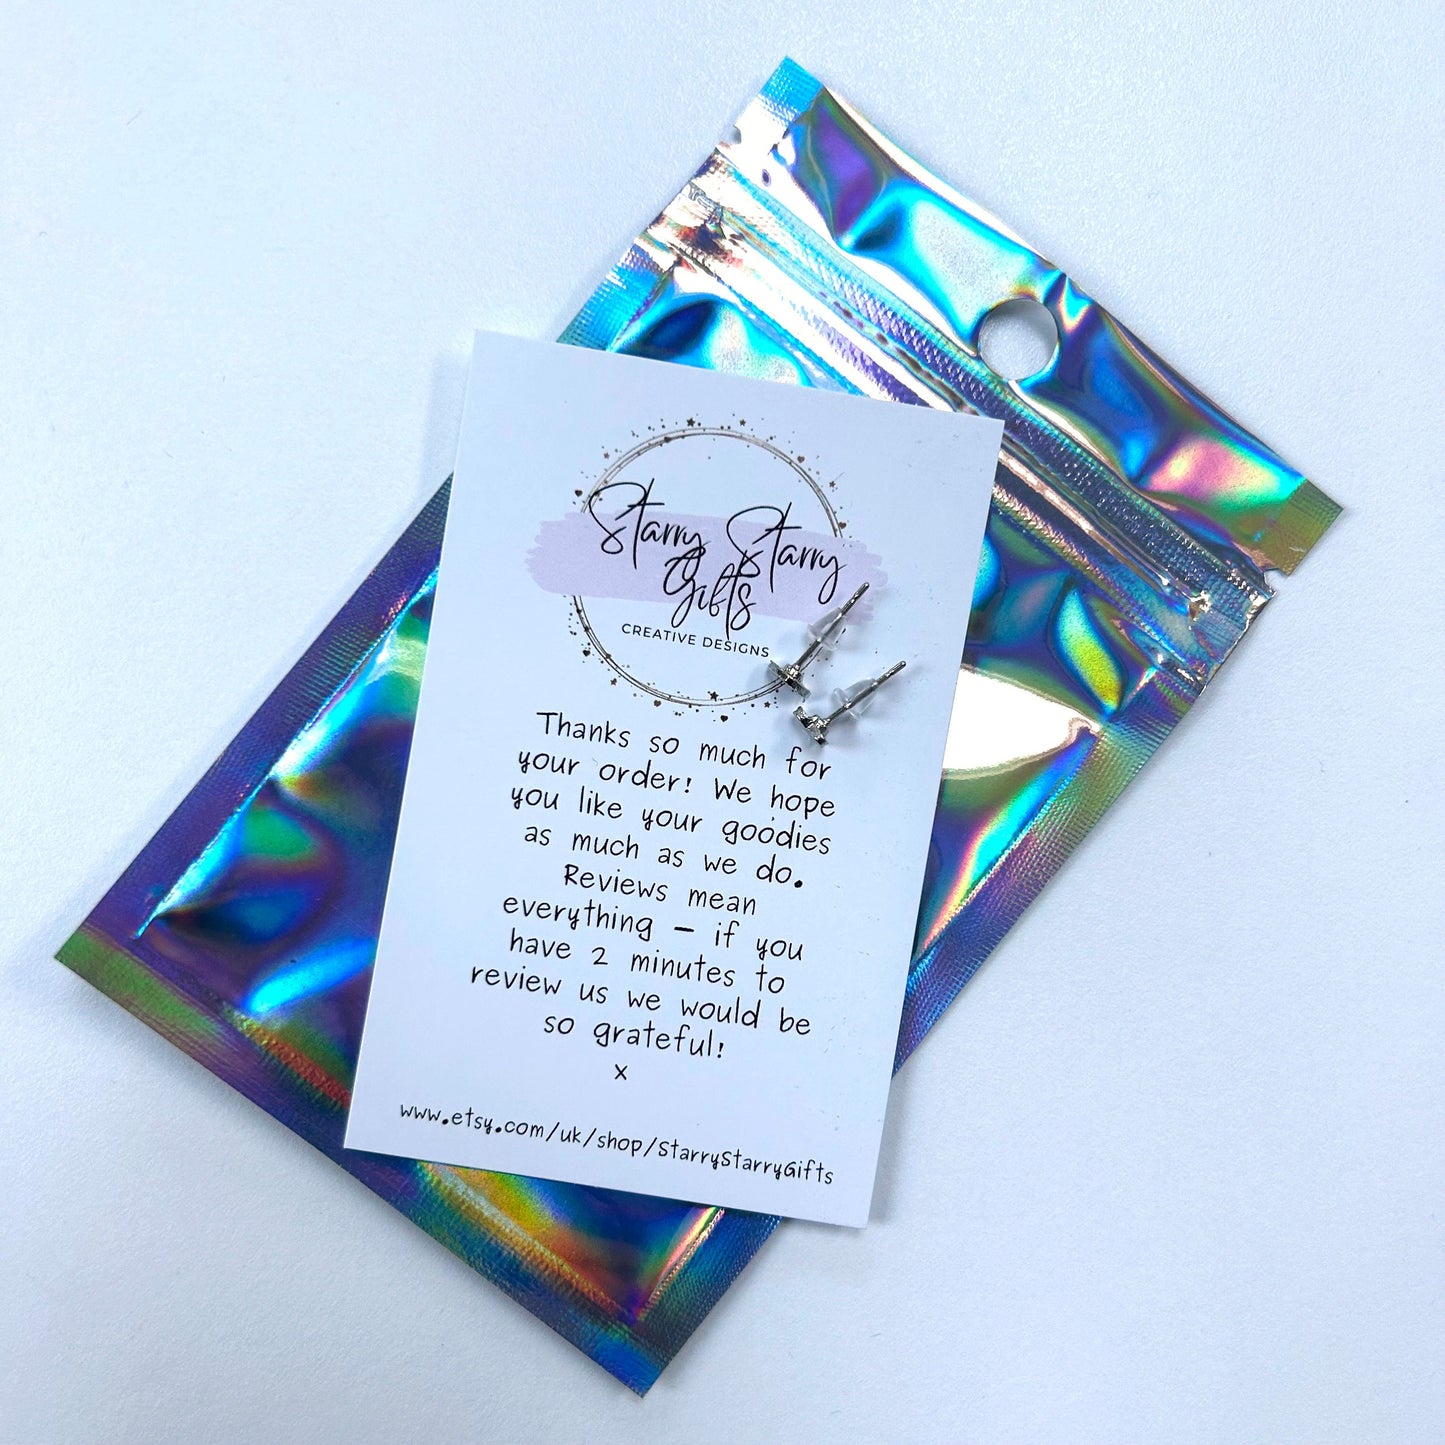 Starry Starry
Gifts
CREATIVE DESIGNS
Thanks so much for
your order! We hope
you like your goodies
as much as we do.
Reviews mean
everything - if you
have 2 minutes to
review us we would be
so grateful!
x
www.etsy.com/uk/shop/StarryStarryGifts